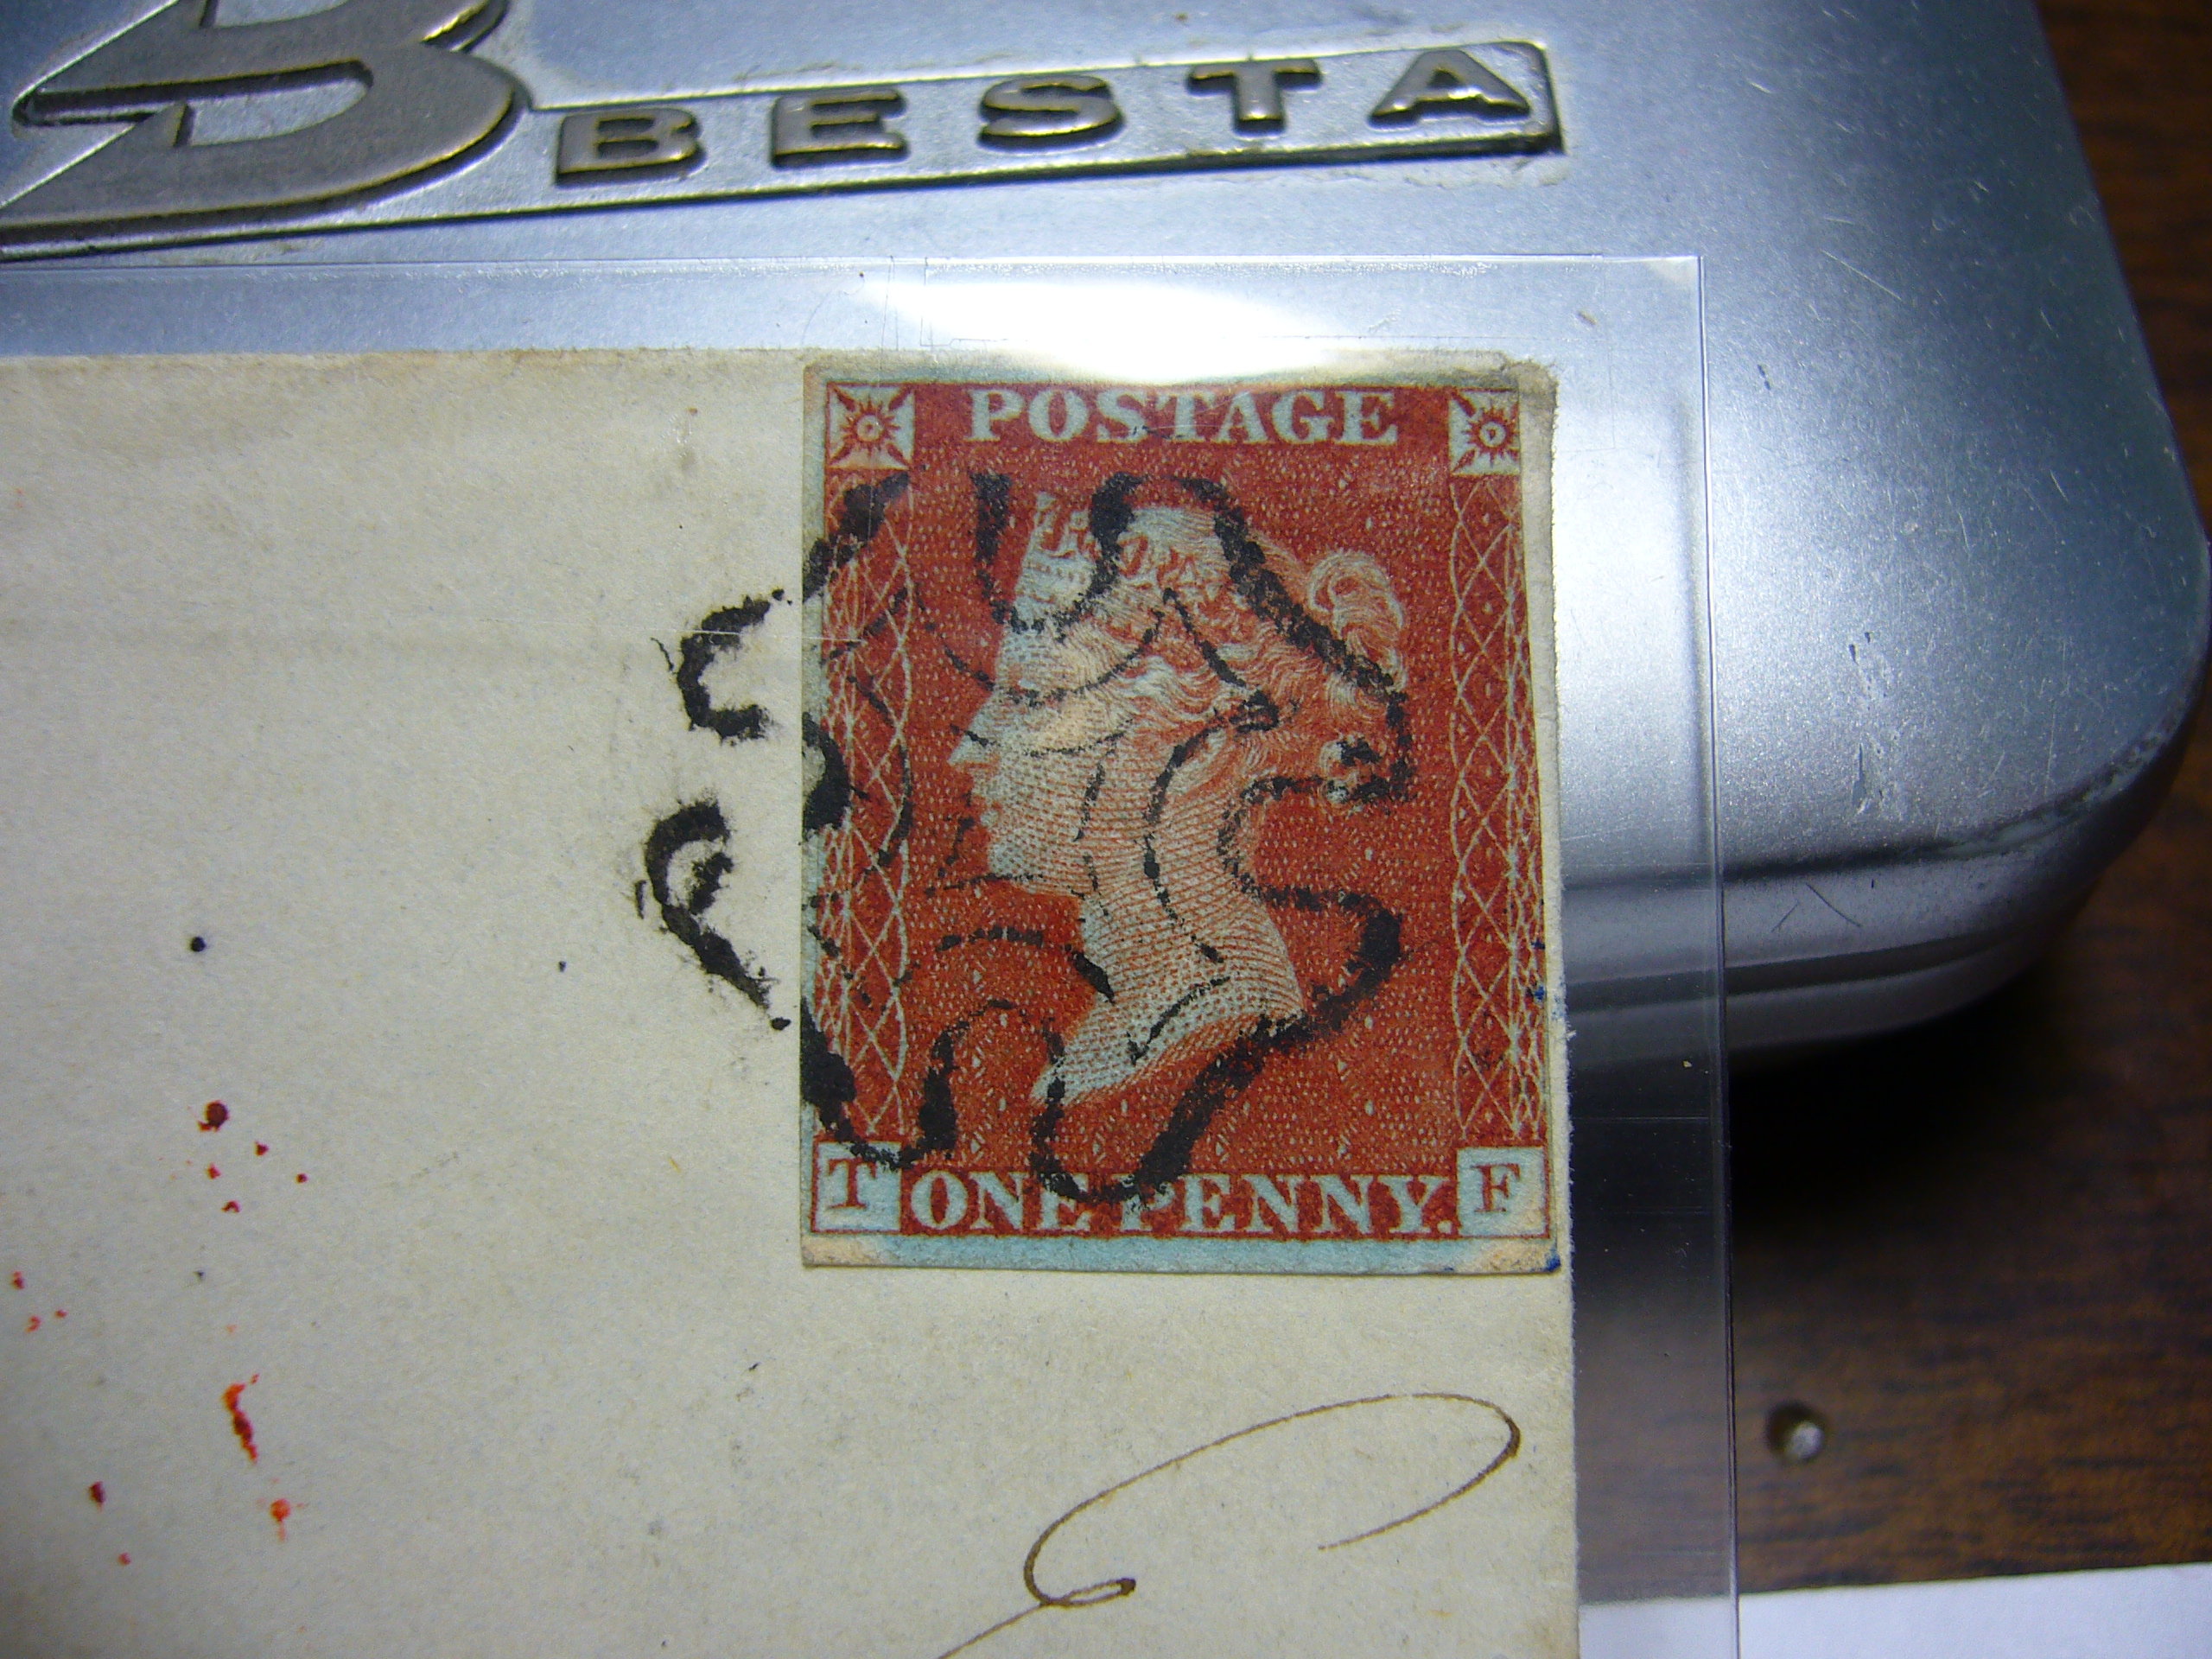 B BESTA
POSTAGE
T ONE PENNY. F